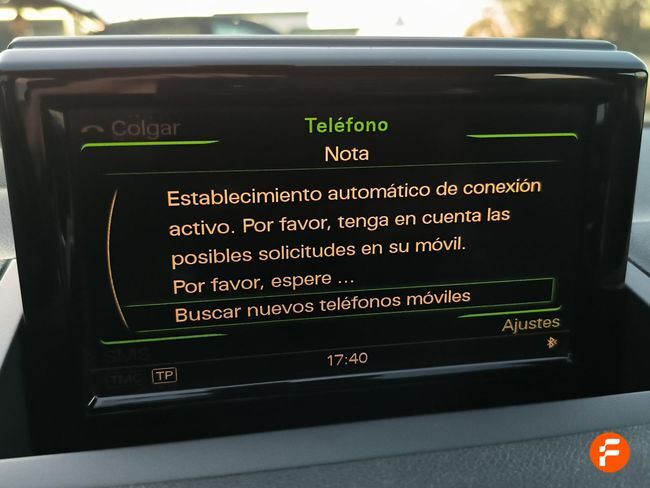 Colgar
Teléfono
Nota
Establecimiento automático de conexión
activo. Por favor, tenga en cuenta las
posibles solicitudes en su móvil.
Por favor, espere ...
Buscar nuevos teléfonos móviles
Ajustes
SMS
17:40
TMC TP